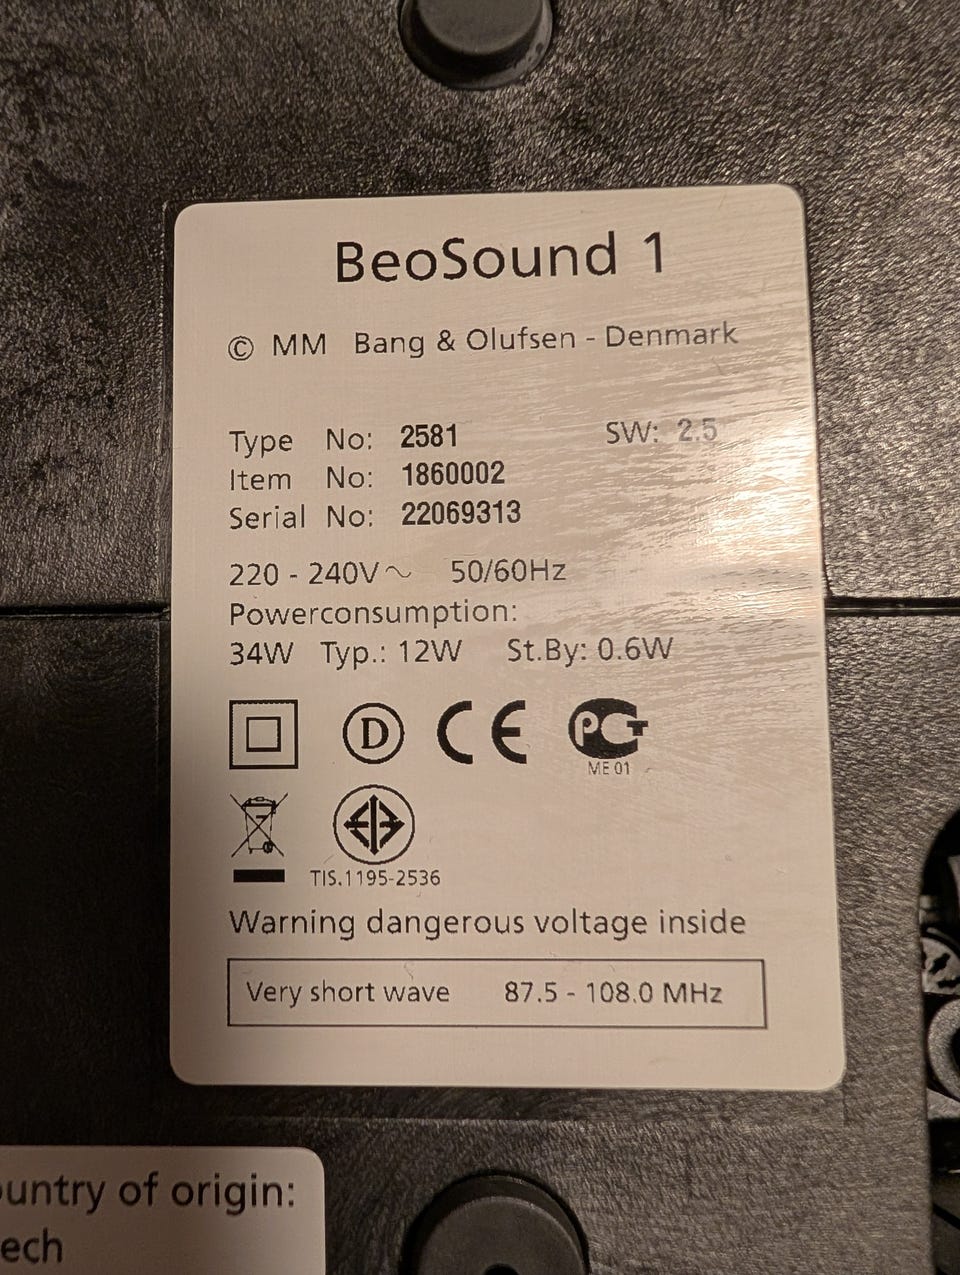 BeoSound 1
© MM Bang & Olufsen - Denmark
Type No: 2581 SW: 2.5
Item No: 1860002
Serial No: 22069313
220 - 240V~ 50/60Hz
Powerconsumption:
34W Typ.: 12W St.By: 0.6W
D CE PCT
ME 01
TIS.1195-2536
Warning dangerous voltage inside
Very short wave 87.5 - 108.0 MHz
ountry of origin:
ech